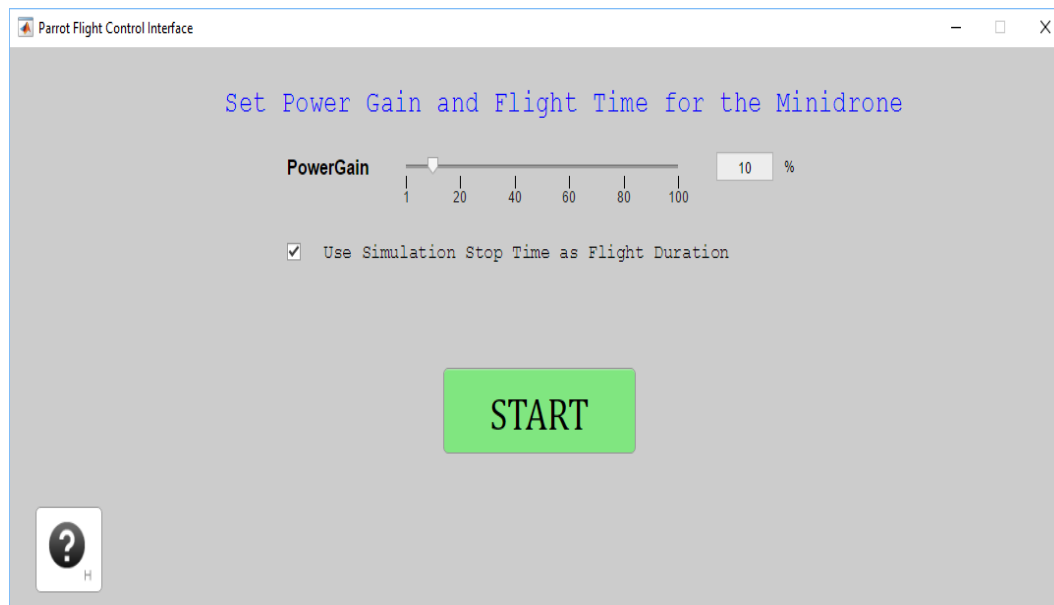 Parrot Flight Control Interface
Set Power Gain and Flight Time for the Minidrone
PowerGain
10 %
1 20 40 60 80 100
Use Simulation Stop Time as Flight Duration
START
?
H